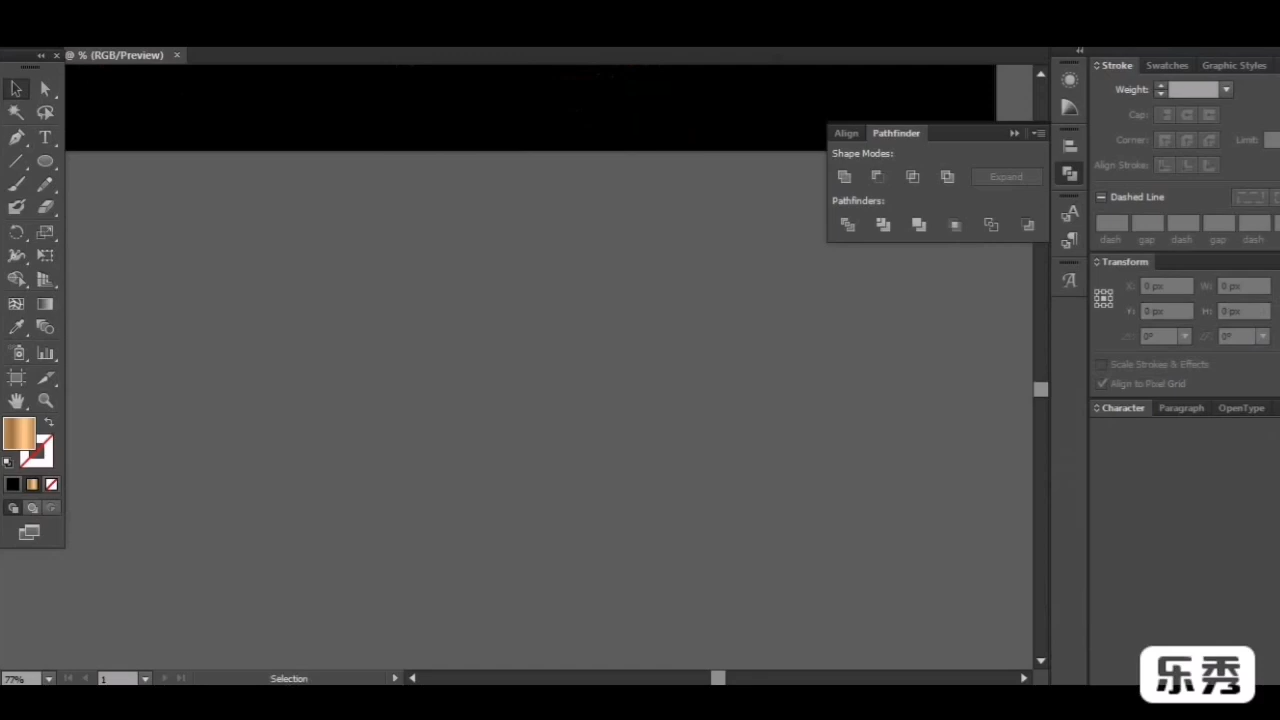 @ % (RGB/Preview)
Stroke Swatches Graphic Styles
Weight:
Cap:
Corner: Limit:
Align Stroke:
Dashed Line
dash gap dash gap dash
Align Pathfinder
Shape Modes:
Expand
Pathfinders:
Transform
X: 0 px W: 0 px
Y: 0 px H: 0 px
0° 0°
Scale Strokes & Effects
Align to Pixel Grid
Character Paragraph OpenType
77% 1 Selection
乐秀